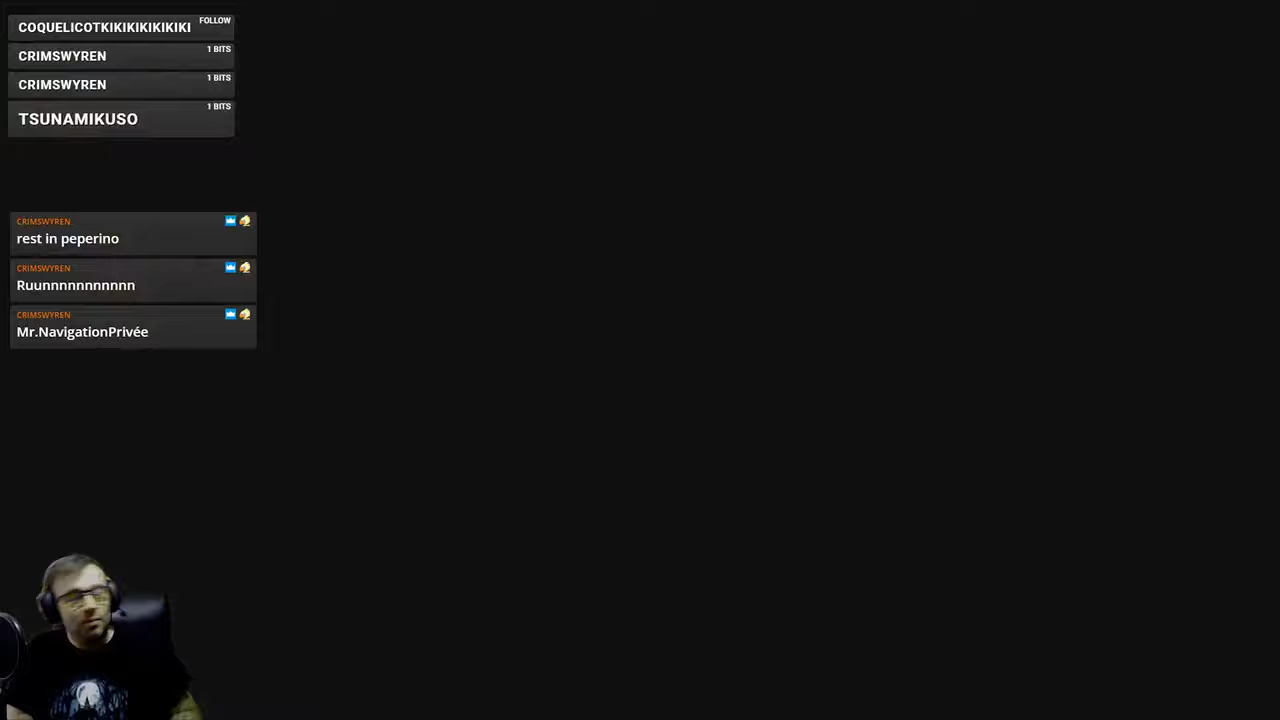 COQUELICOTKIKIKIKIKIKIKI FOLLOW
CRIMSWYREN 1 BITS
CRIMSWYREN 1 BITS
TSUNAMIKUSO 1 BITS
CRIMSWYREN
rest in peperino
CRIMSWYREN
Ruunnnnnnnnnnn
CRIMSWYREN
Mr.NavigationPrivée